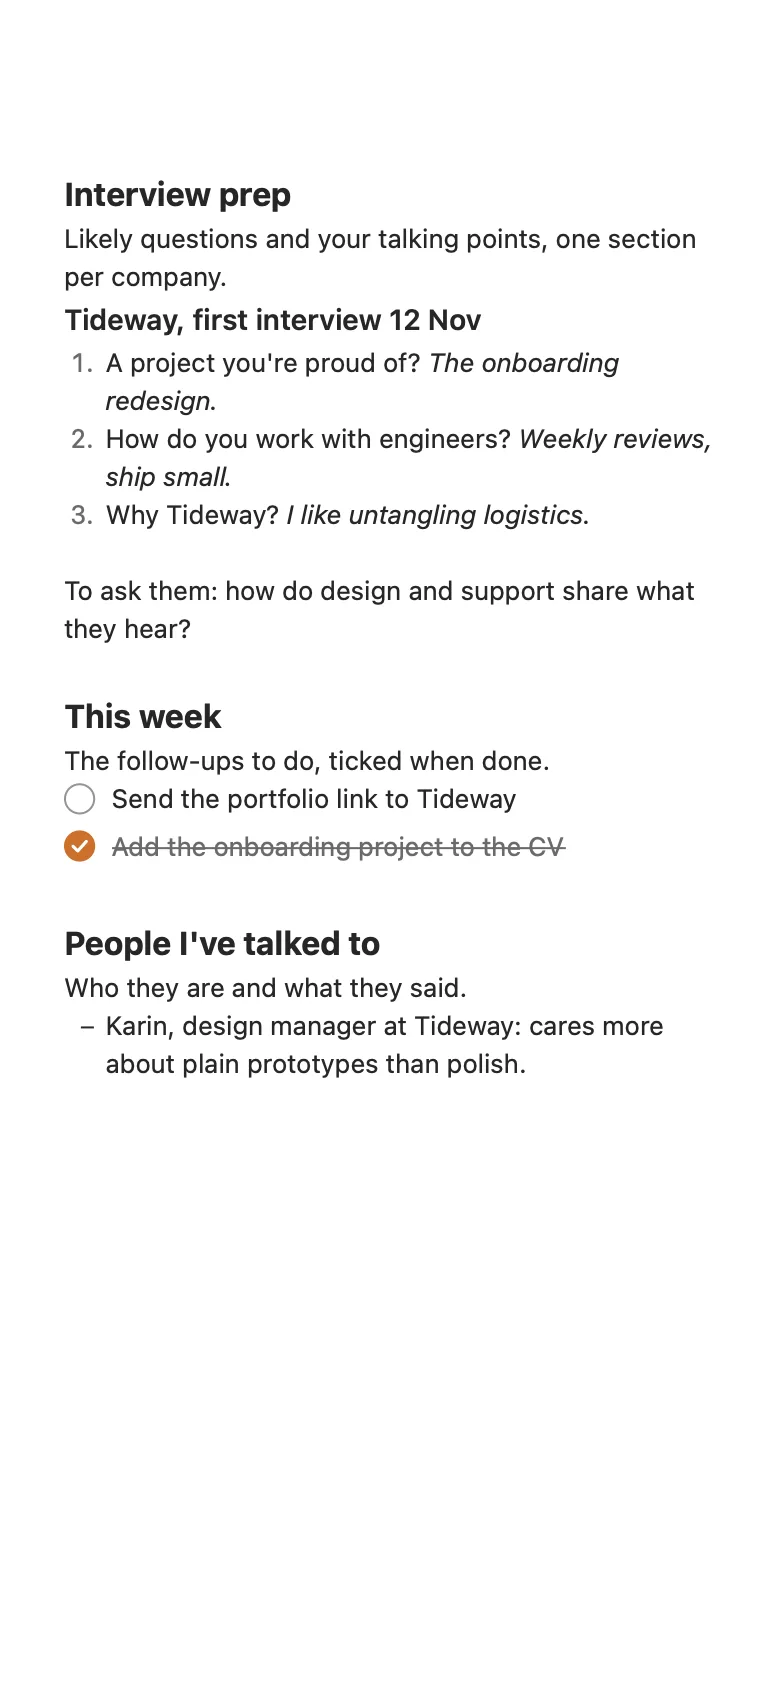 Interview prep
Likely questions and your talking points, one section
per company.
Tideway, first interview 12 Nov
1. A project you're proud of? The onboarding
redesign.
2. How do you work with engineers? Weekly reviews,
ship small.
3. Why Tideway? I like untangling logistics.
To ask them: how do design and support share what
they hear?
This week
The follow-ups to do, ticked when done.
Send the portfolio link to Tideway
Add the onboarding project to the CV
People I've talked to
Who they are and what they said.
– Karin, design manager at Tideway: cares more
about plain prototypes than polish.